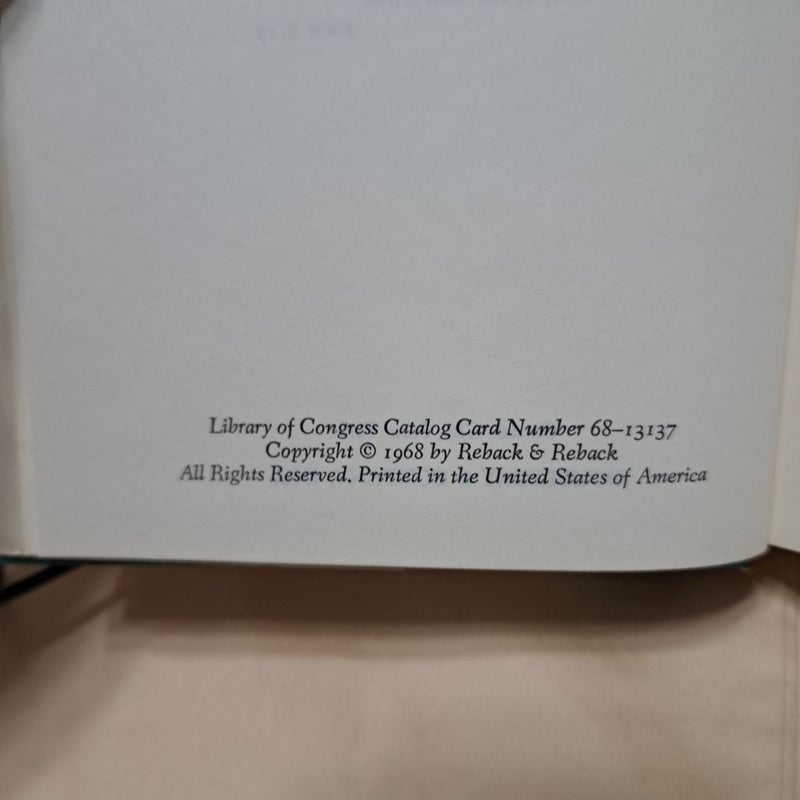 Library of Congress Catalog Card Number 68–13137
Copyright © 1968 by Reback & Reback
All Rights Reserved. Printed in the United States of America